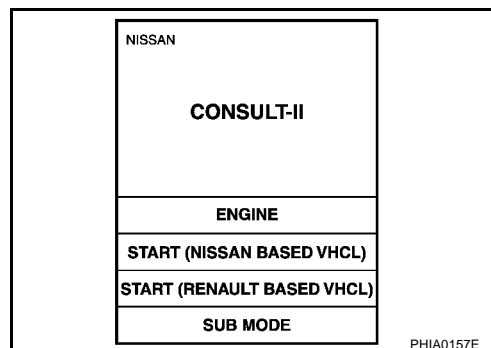 NISSAN
CONSULT-II
ENGINE
START (NISSAN BASED VHCL)
START (RENAULT BASED VHCL)
SUB MODE
PHIA0157E